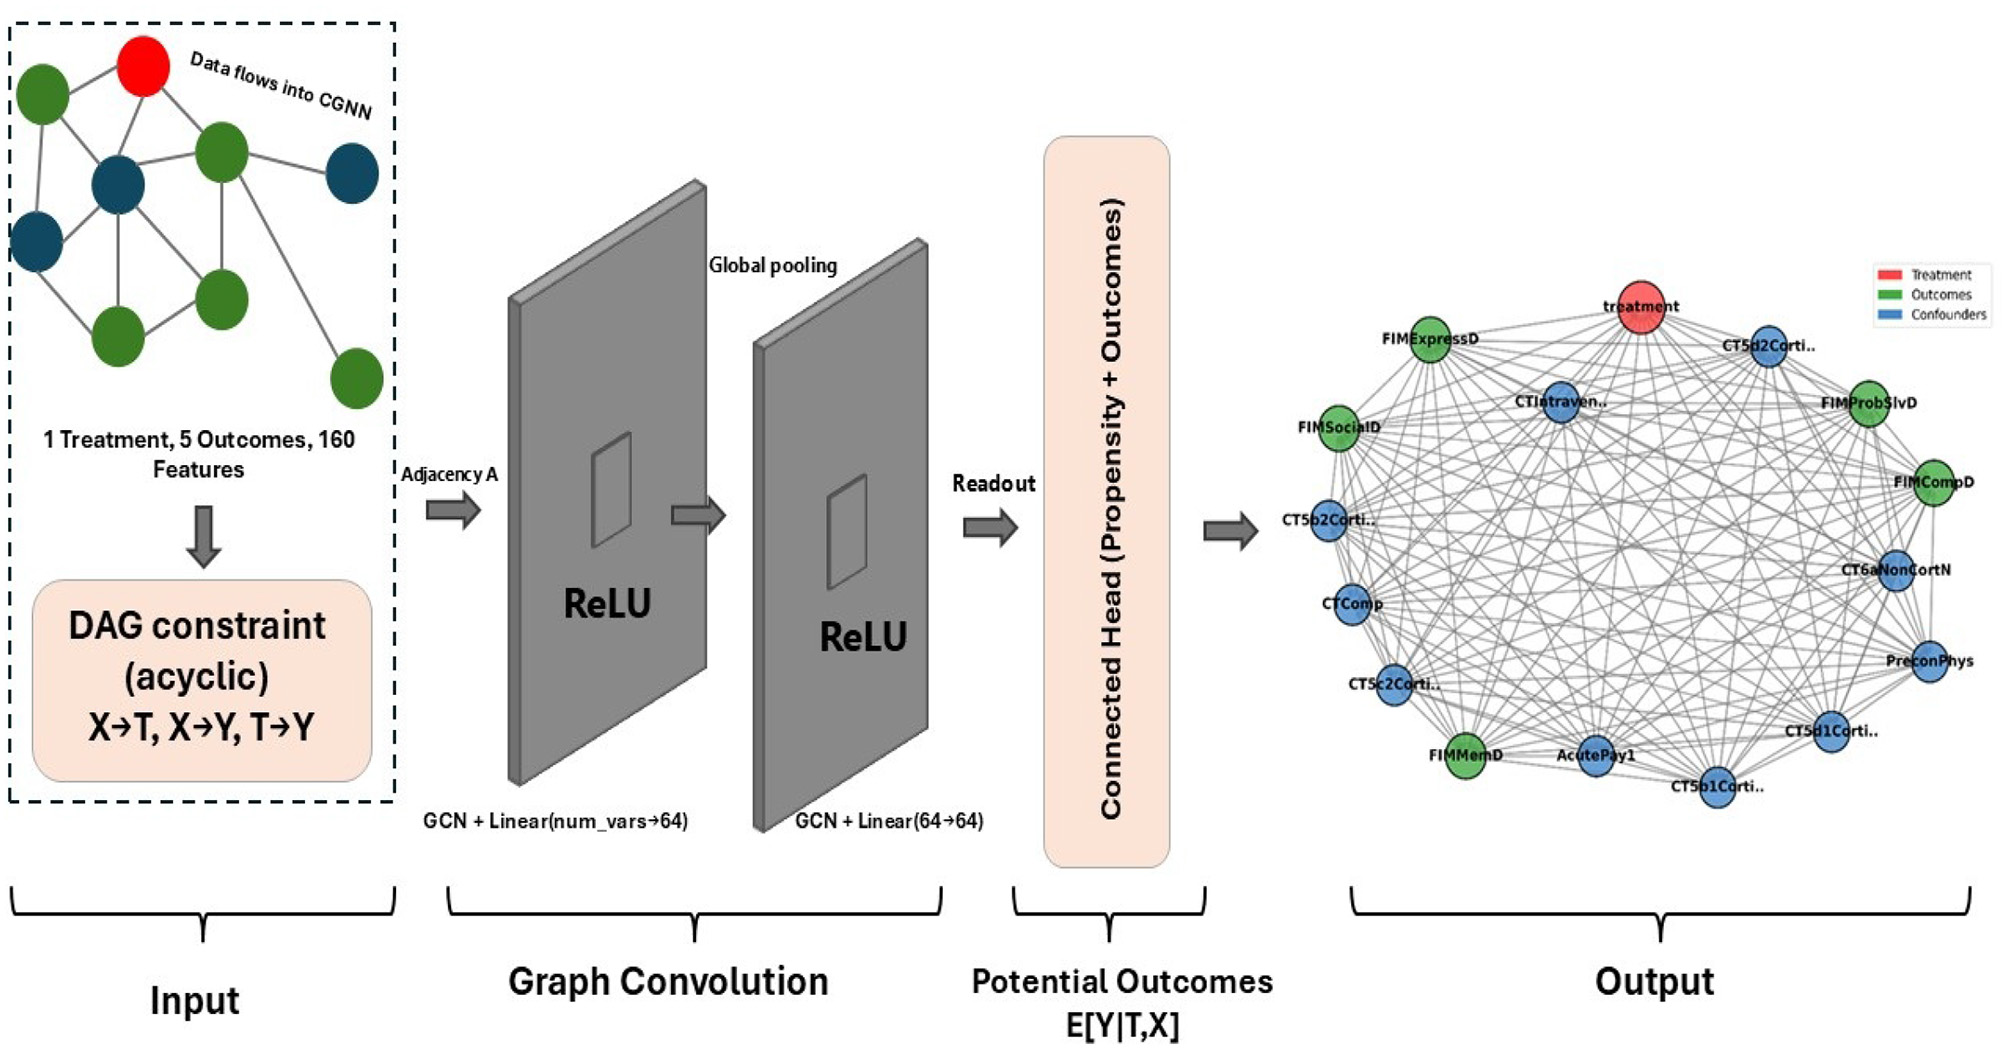 Data flows into CGNN
1 Treatment, 5 Outcomes, 160
Features
DAG constraint
(acyclic)
X→T, X→Y, T→Y
Input
Adjacency A
ReLU
GCN + Linear(num_vars→64)
Global pooling
ReLU
GCN + Linear(64→64)
Graph Convolution
Readout
Connected Head (Propensity + Outcomes)
Potential Outcomes
E[Y|T,X]
Treatment
Outcomes
Confounders
treatment
FIMExpressD
CT5d2Corti..
CTIntraven..
FIMProbSlvD
FIMSocialD
FIMCompD
CT5b2Corti..
CT6aNonCortN
CTComp
PreconPhys
CT5c2Corti..
CT5d1Corti..
FIMMemD
AcutePay1
CT5b1Corti..
Output